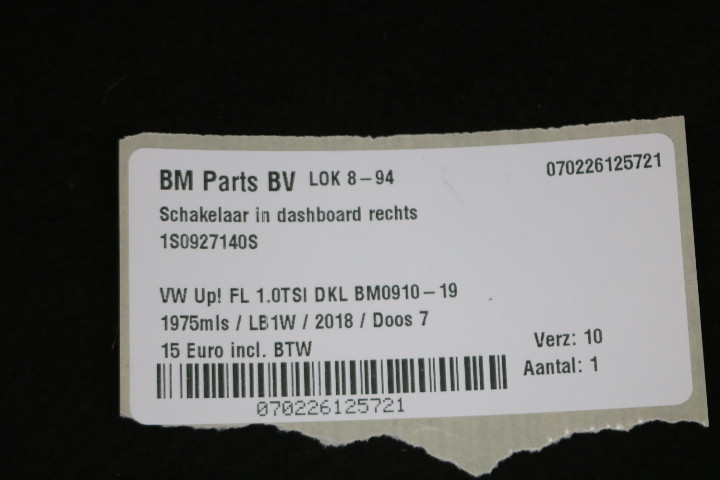 BM Parts BV LOK 8-94
070226125721
Schakelaar in dashboard rechts
1S0927140S
VW Up! FL 1.0TSI DKL BM0910-19
1975mls / LB1W / 2018 / Doos 7
15 Euro incl. BTW
Verz: 10
Aantal: 1
070226125721